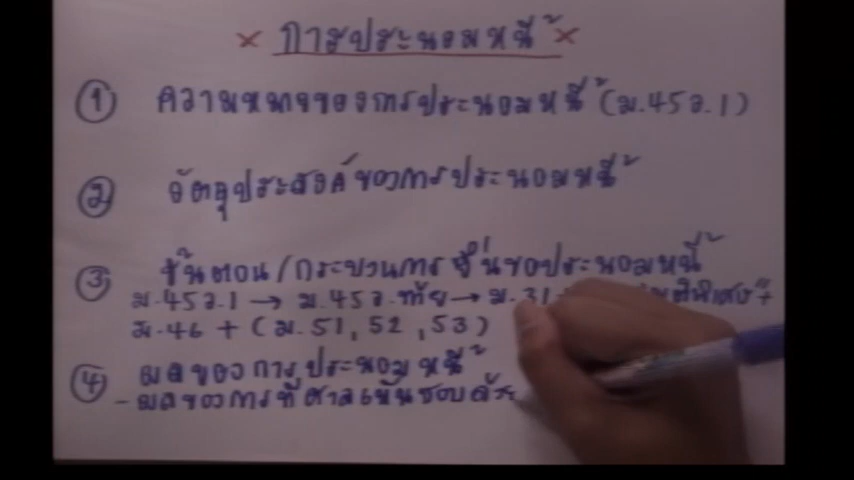 × การประนอมหนี้ ×
① ความหมายของการประนอมหนี้ (ม.45ว.1)
② วัตถุประสงค์ของการประนอมหนี้
③ ขั้นตอน/กระบวนการยื่นขอประนอมหนี้
ม.45ว.1 → ม.45ว.ท้าย → ม.31
ม.46 + (ม.51, 52, 53)
④ ผลของการประนอมหนี้
- ผลของการที่ศาลเห็นชอบด้วย